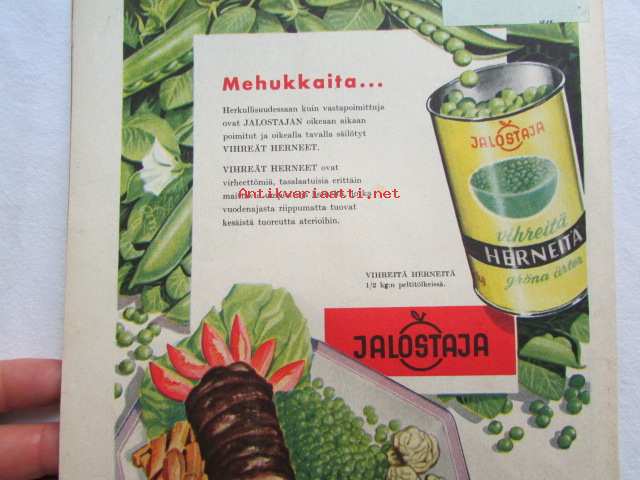 Mehukkaita...
Herkullisuudessaan kuin vastapoimittuja
ovat JALOSTAJAN oikeaan aikaan
poimitut ja oikealla tavalla säilötyt
VIHREÄT HERNEET.
VIHREÄT HERNEET ovat
virheettömiä, tasalaatuisia erittäin
Antikvariaatti.net
vuodenajasta riippumatta tuovat
kesäistä tuoreutta aterioihin.
VIHREITÄ HERNEITÄ
1/2 kg:n peltitölkeissä.
JALOSTAJA
JALOSTAJA
vihreitä
HERNEITÄ
gröna ärter